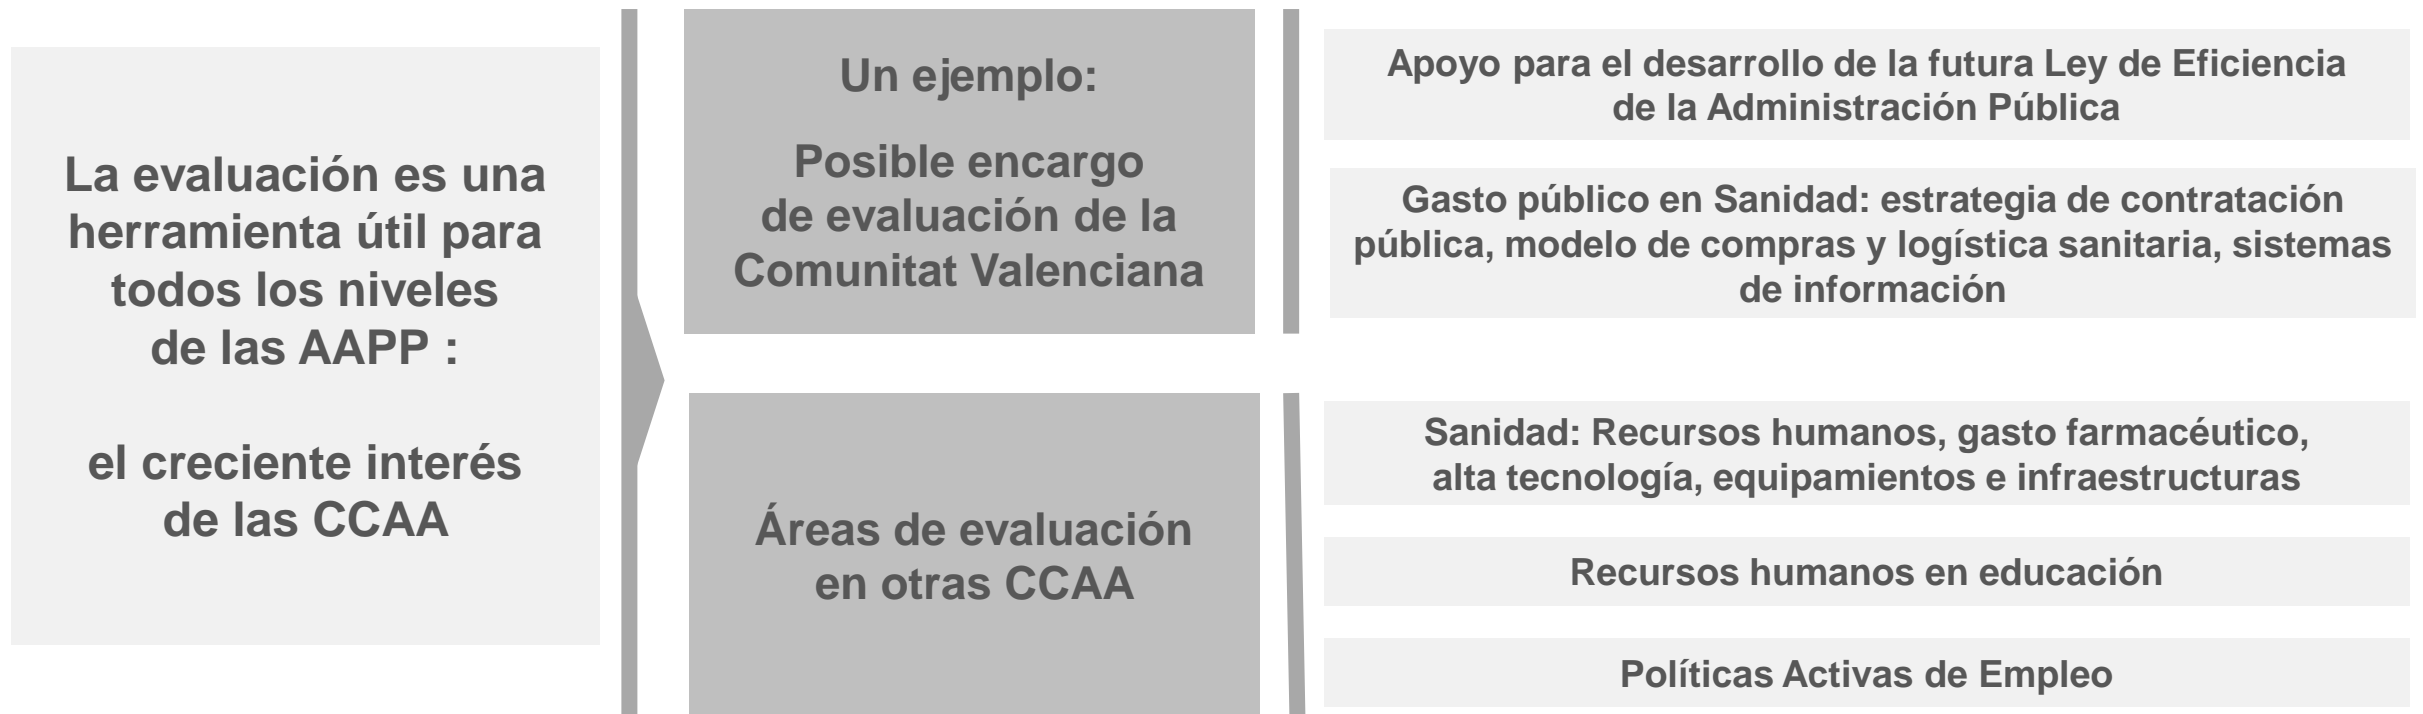 La evaluación es una
herramienta útil para
todos los niveles
de las AAPP :
el creciente interés
de las CCAA
Un ejemplo:
Posible encargo
de evaluación de la
Comunitat Valenciana
Apoyo para el desarrollo de la futura Ley de Eficiencia
de la Administración Pública
Gasto público en Sanidad: estrategia de contratación
pública, modelo de compras y logística sanitaria, sistemas
de información
Áreas de evaluación
en otras CCAA
Sanidad: Recursos humanos, gasto farmacéutico,
alta tecnología, equipamientos e infraestructuras
Recursos humanos en educación
Políticas Activas de Empleo